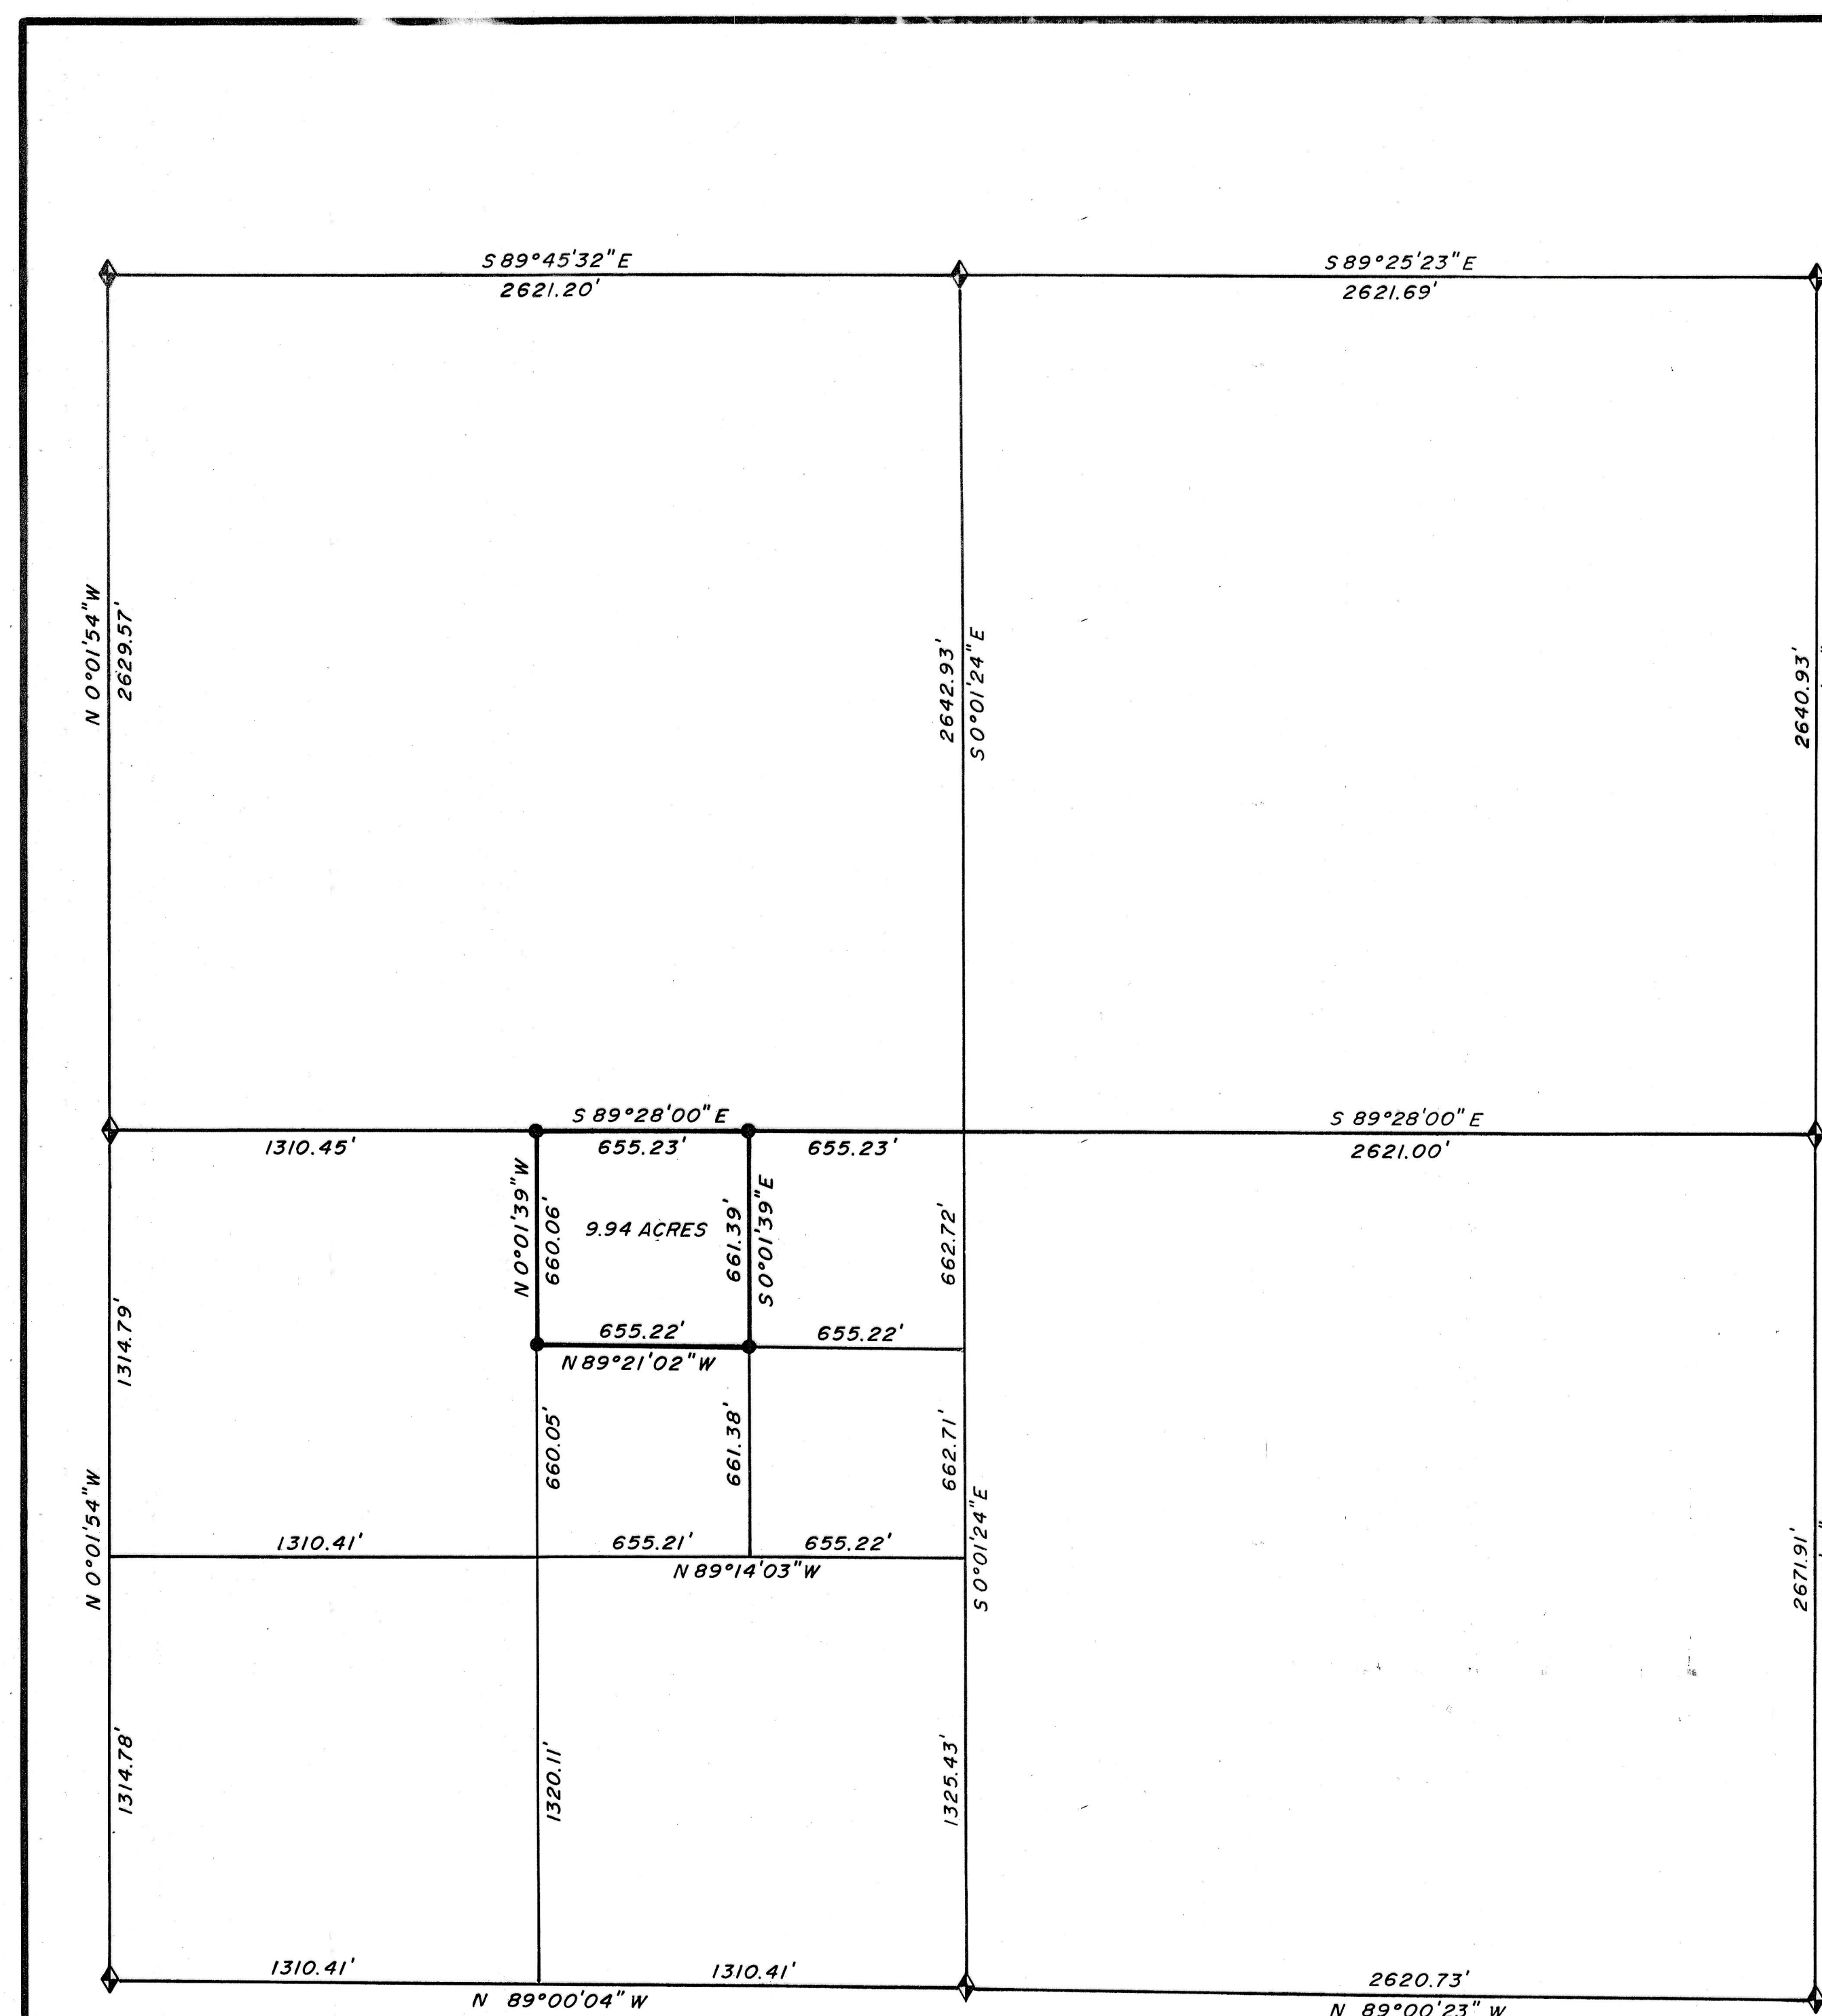 S 89°45'32" E
2621.20'
S 89°25'23" E
2621.69'
N 0°01'54" W
2629.57'
2642.93'
S 0°01'24" E
2640.93'
S 89°28'00" E
1310.45'
655.23'
655.23'
S 89°28'00" E
2621.00'
N 0°01'39" W
660.06'
9.94 ACRES
661.39'
S 0°01'39" E
662.72'
1314.79'
655.22'
N 89°21'02" W
655.22'
660.05'
661.38'
662.71'
N 0°01'54" W
1310.41'
655.21'
655.22'
N 89°14'03" W
S 0°01'24" E
2671.91'
1314.78'
1320.11'
1325.43'
1310.41'
1310.41'
N 89°00'04" W
2620.73'
N 89°00'23" W